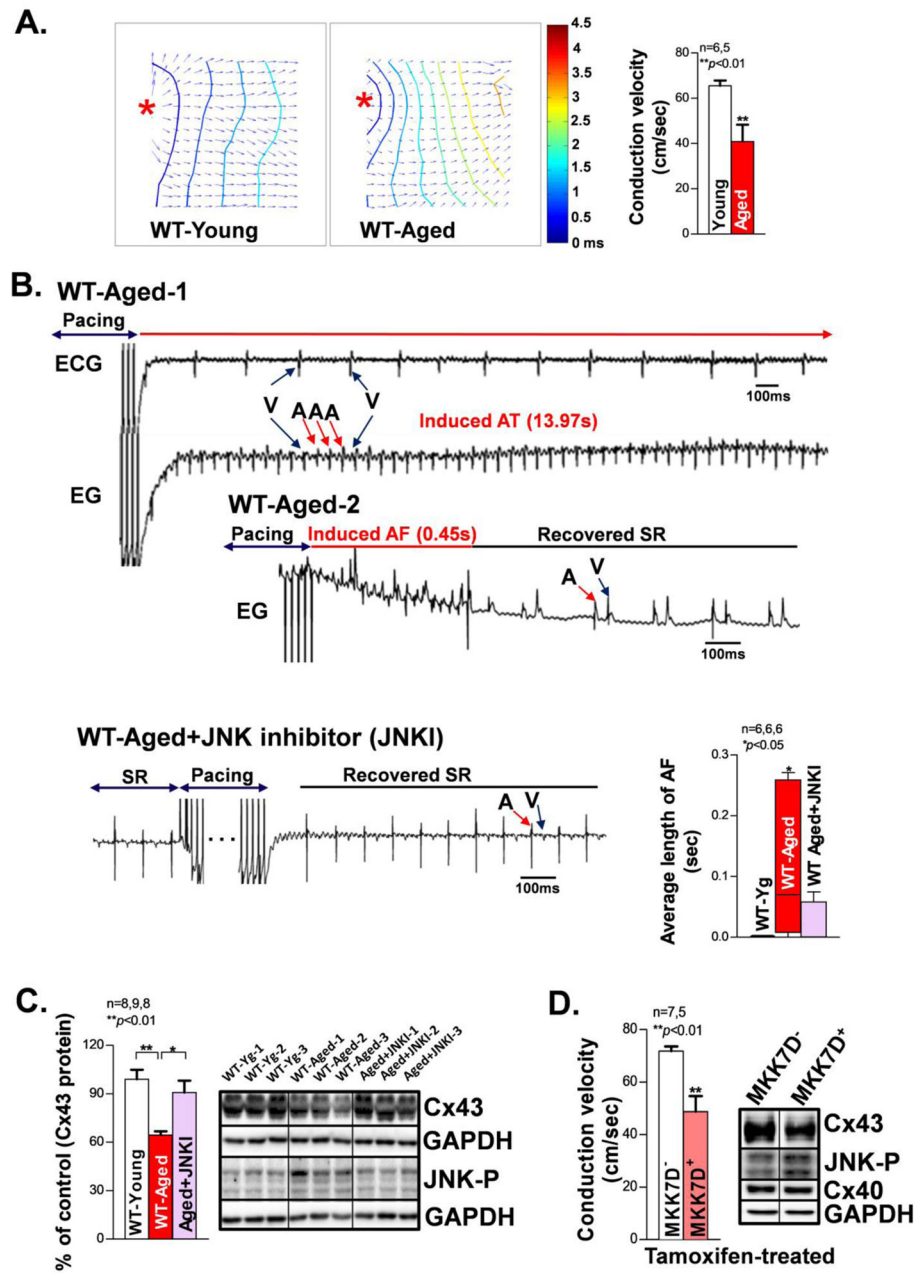 A.
*
WT-Young
*
WT-Aged
4.5
4
3.5
3
2.5
2
1.5
1
0.5
0 ms
Conduction velocity
(cm/sec)
80
60
40
20
0
n=6,5
**p<0.01
**
Young
Aged
B.
WT-Aged-1
Pacing
ECG
100ms
V
A A A
V
Induced AT (13.97s)
EG
WT-Aged-2
Pacing
Induced AF (0.45s)
Recovered SR
EG
A
V
100ms
WT-Aged+JNK inhibitor (JNKI)
SR
Pacing
Recovered SR
A
V
100ms
Average length of AF
(sec)
0.3
0.2
0.1
0.0
n=6,6,6
*p<0.05
*
WT-Yg
WT-Aged
WT Aged+JNKI
C.
n=8,9,8
**p<0.01
% of control (Cx43 protein)
120
90
60
30
0
**
*
WT-Young
WT-Aged
Aged+JNKI
WT-Yg-1
WT-Yg-2
WT-Yg-3
WT-Aged-1
WT-Aged-2
WT-Aged-3
Aged+JNKI-1
Aged+JNKI-2
Aged+JNKI-3
Cx43
GAPDH
JNK-P
GAPDH
D.
n=7,5
**p<0.01
Conduction velocity
(cm/sec)
80
60
40
20
0
**
MKK7D-
MKK7D+
Tamoxifen-treated
MKK7D-
MKK7D+
Cx43
JNK-P
Cx40
GAPDH